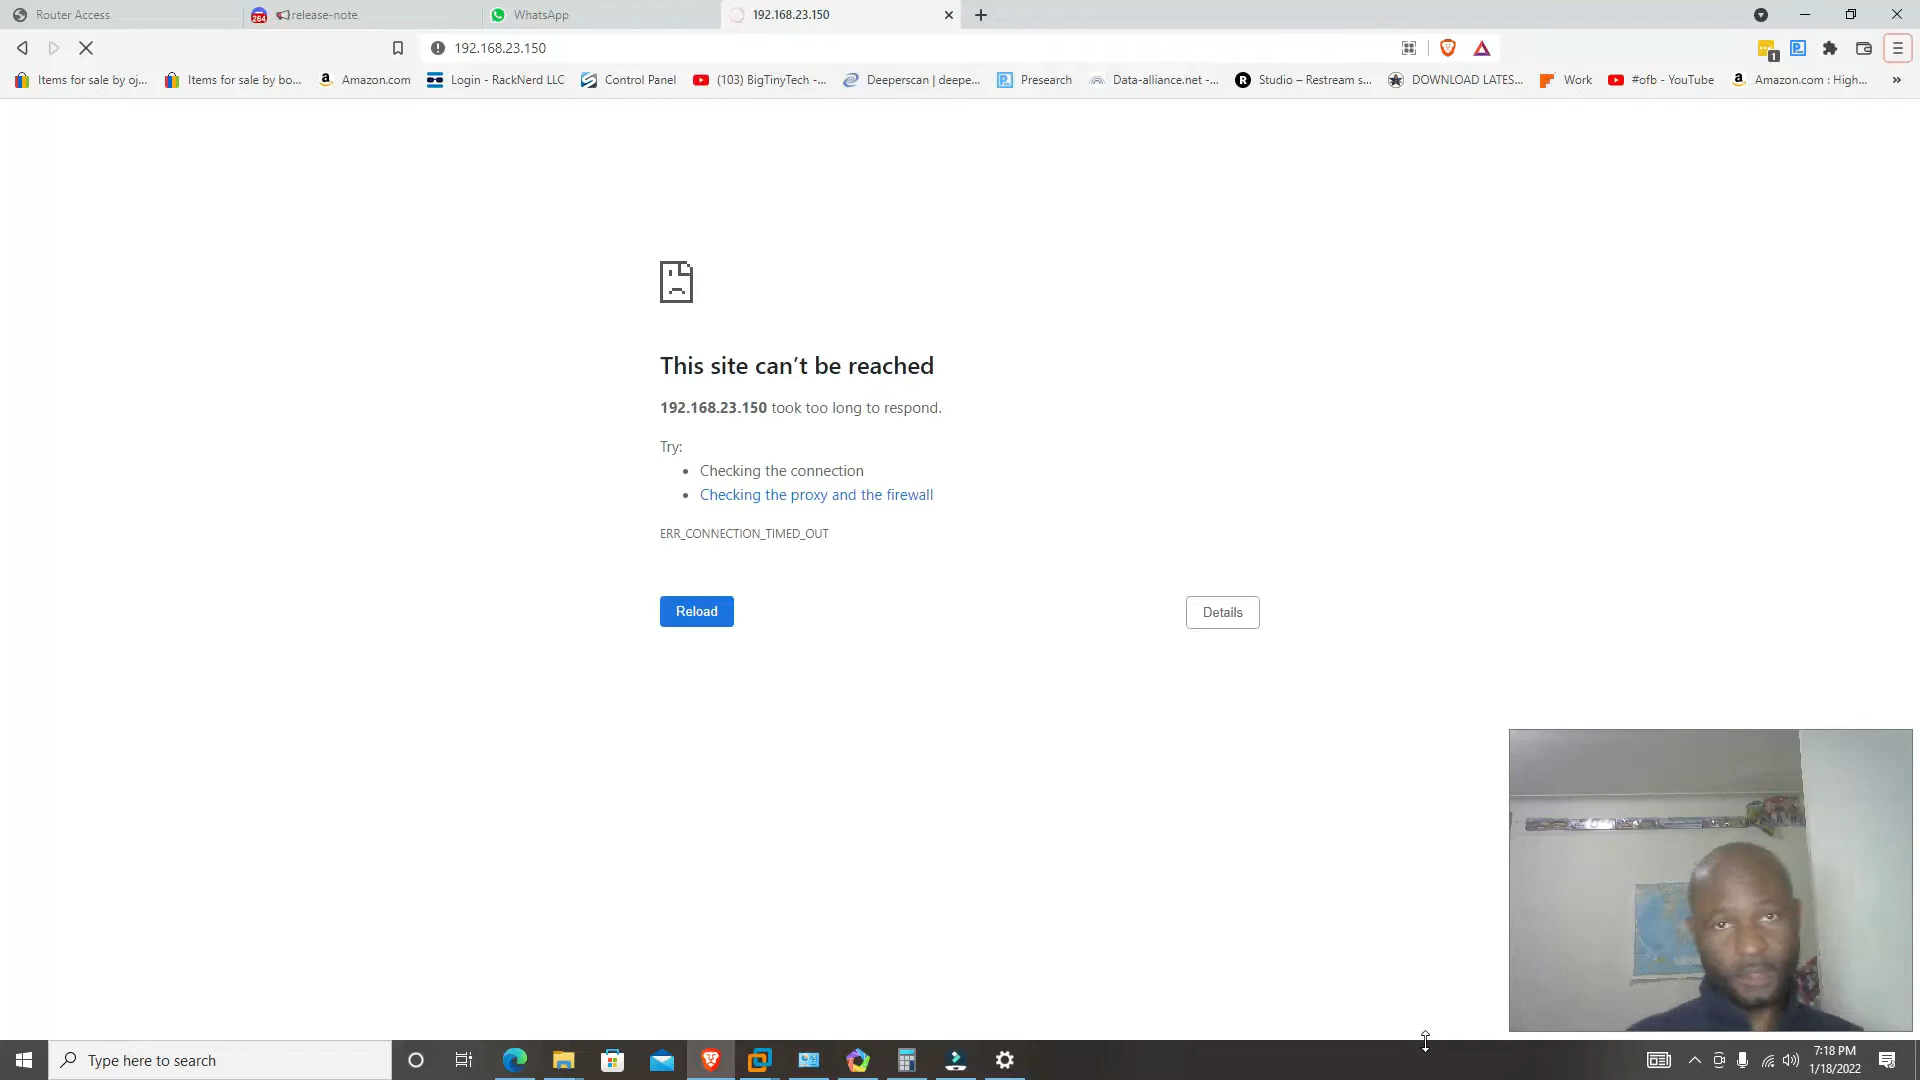 Router Access
264
release-note
WhatsApp
192.168.23.150
192.168.23.150
1
Items for sale by oj...
Items for sale by bo...
Amazon.com
Login - RackNerd LLC
Control Panel
(103) BigTinyTech -...
Deeperscan | deepe...
Presearch
Data-alliance.net -...
Studio – Restream s...
DOWNLOAD LATES...
Work
#ofb - YouTube
Amazon.com : High...
»
This site can’t be reached
192.168.23.150 took too long to respond.
Try:
• Checking the connection
• Checking the proxy and the firewall
ERR_CONNECTION_TIMED_OUT
Reload
Details
Type here to search
7:18 PM
1/18/2022